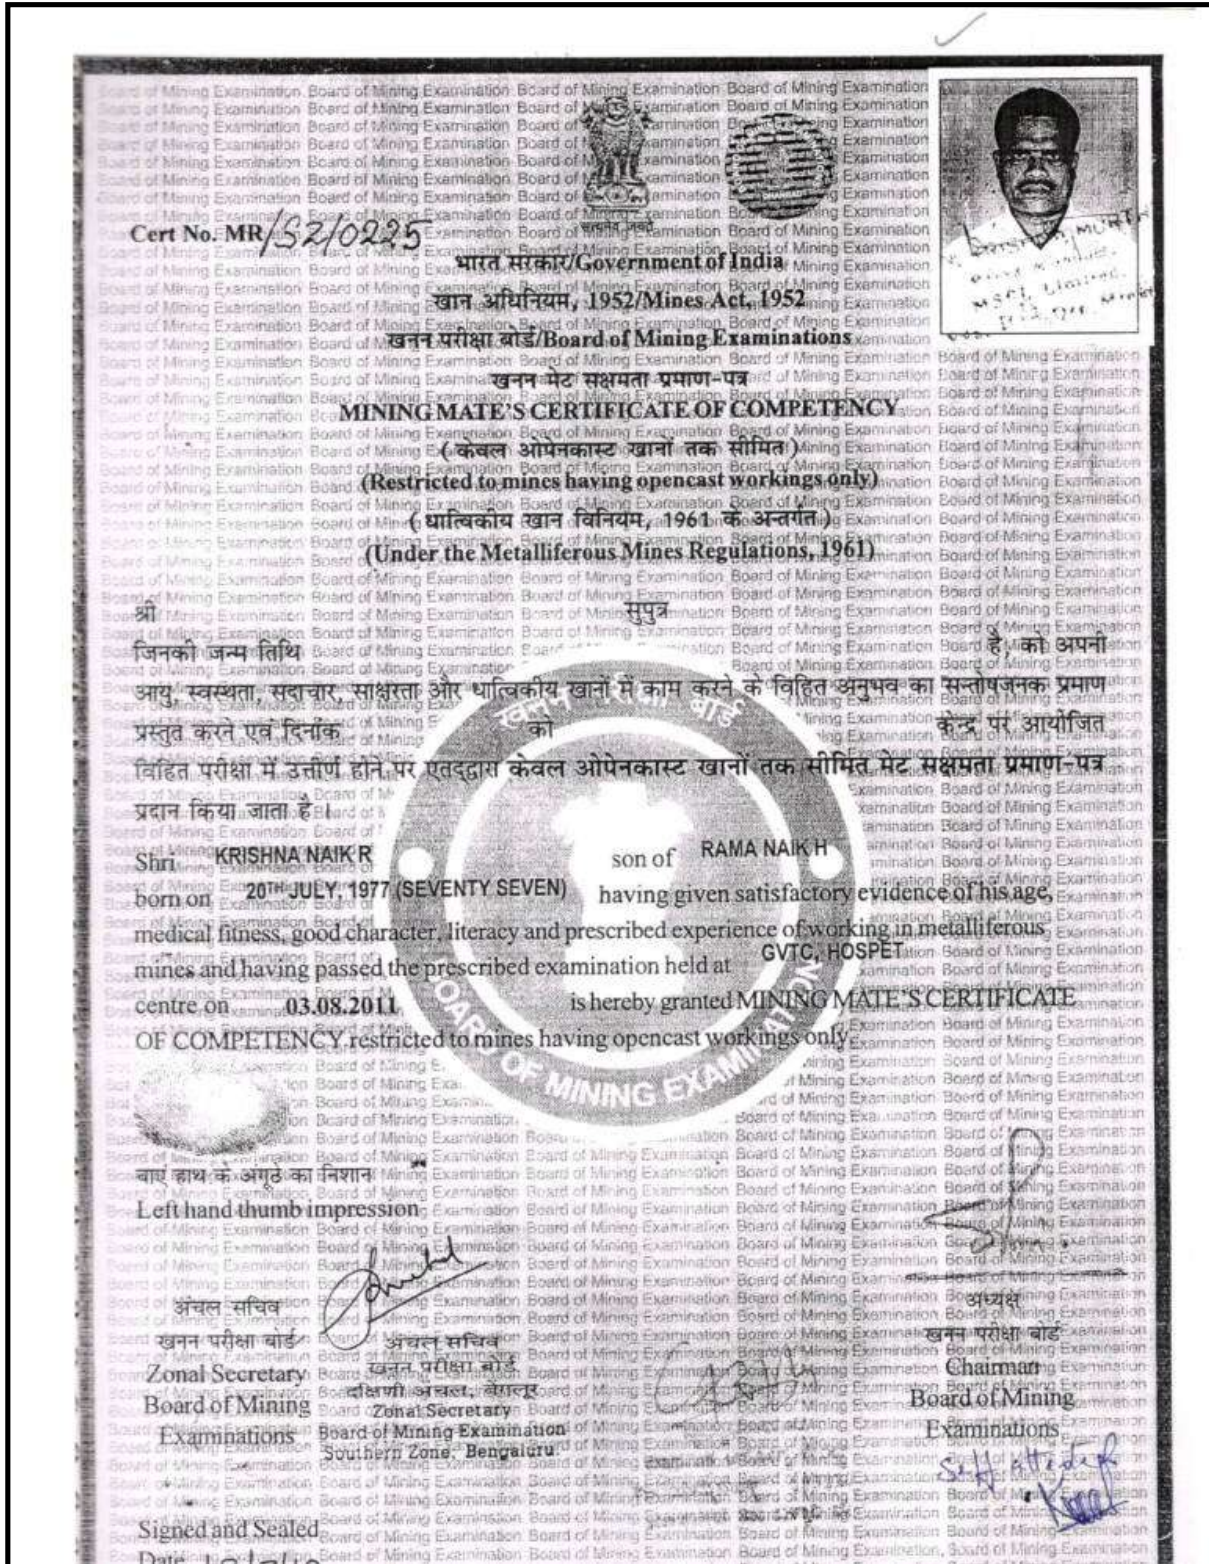 Cert No. MR/SZ/0225
भारत सरकार/Government of India
खान अधिनियम, 1952/Mines Act, 1952
खनन परीक्षा बोर्ड/Board of Mining Examinations
खनन मेट सक्षमता प्रमाण-पत्र
MINING MATE'S CERTIFICATE OF COMPETENCY
(केवल ओपेनकास्ट खानों तक सीमित)
(Restricted to mines having opencast workings only)
(धात्विकीय खान विनियम, 1961 के अन्तर्गत)
(Under the Metalliferous Mines Regulations, 1961)
श्री सुपुत्र
जिनकी जन्म तिथि है, को अपनी
आयु, स्वस्थता, सदाचार, साक्षरता और धात्विकीय खानों में काम करने के विहित अनुभव का सन्तोषजनक प्रमाण
प्रस्तुत करने एवं दिनांक को केन्द्र पर आयोजित
विहित परीक्षा में उत्तीर्ण होने पर एतद्द्वारा केवल ओपेनकास्ट खानों तक सीमित मेट सक्षमता प्रमाण-पत्र
प्रदान किया जाता है।
Shri KRISHNA NAIK R son of RAMA NAIK H
born on 20TH JULY, 1977 (SEVENTY SEVEN) having given satisfactory evidence of his age,
medical fitness, good character, literacy and prescribed experience of working in metalliferous
mines and having passed the prescribed examination held at GVTC, HOSPET
centre on 03.08.2011 is hereby granted MINING MATE'S CERTIFICATE
OF COMPETENCY restricted to mines having opencast workings only
खनन परीक्षा बोर्ड
BOARD OF MINING EXAMINATION
बाएं हाथ के अंगूठे का निशान
Left hand thumb impression
अंचल सचिव
खनन परीक्षा बोर्ड
Zonal Secretary
Board of Mining
Examinations
अंचल सचिव
खनन परीक्षा बोर्ड
दक्षिणी अंचल, बेंगलूर
Zonal Secretary
Board of Mining Examination
Southern Zone, Bengaluru
अध्यक्ष
खनन परीक्षा बोर्ड
Chairman
Board of Mining
Examinations
Self attested
Signed and Sealed
Date